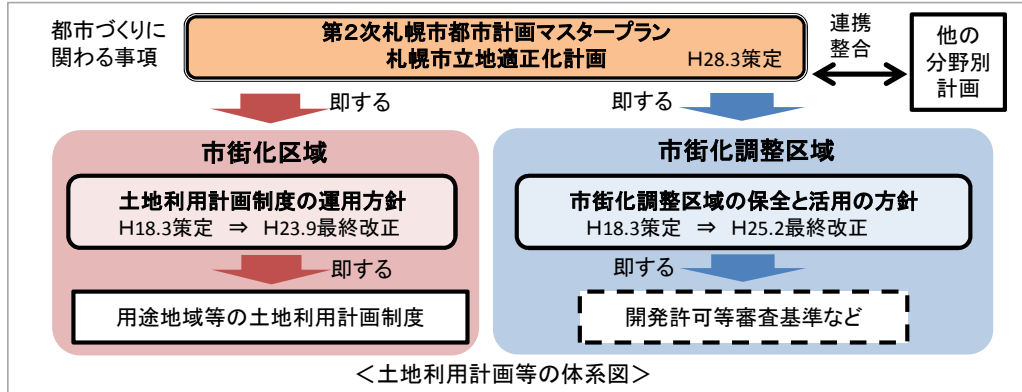 都市づくりに
関わる事項
第2次札幌市都市計画マスタープラン
札幌市立地適正化計画 H28.3策定
連携
整合
他の
分野別
計画
即する
即する
市街化区域
土地利用計画制度の運用方針
H18.3策定 ⇒ H23.9最終改正
即する
用途地域等の土地利用計画制度
市街化調整区域
市街化調整区域の保全と活用の方針
H18.3策定 ⇒ H25.2最終改正
即する
開発許可等審査基準など
＜土地利用計画等の体系図＞